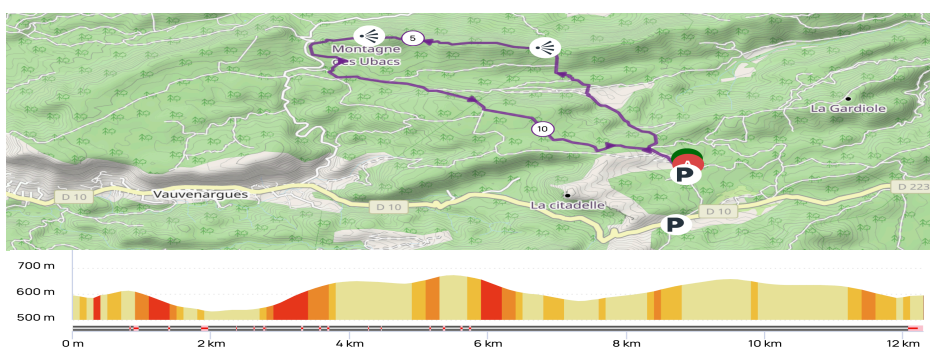 5
Montagne
des Ubacs
La Gardiole
10
P
Vauvenargues
D 10
D 10
La citadelle
D 10
D 223
P
700 m
600 m
500 m
0 m
2 km
4 km
6 km
8 km
10 km
12 km